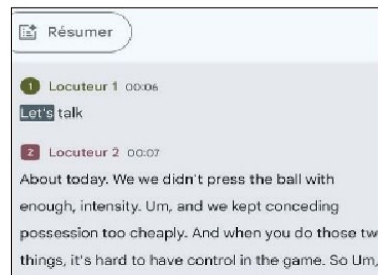 Résumer
1 Locuteur 1 00:06
Let's talk
2 Locuteur 2 00:07
About today. We we didn't press the ball with
enough, intensity. Um, and we kept conceding
possession too cheaply. And when you do those tw
things, it's hard to have control in the game. So Um,